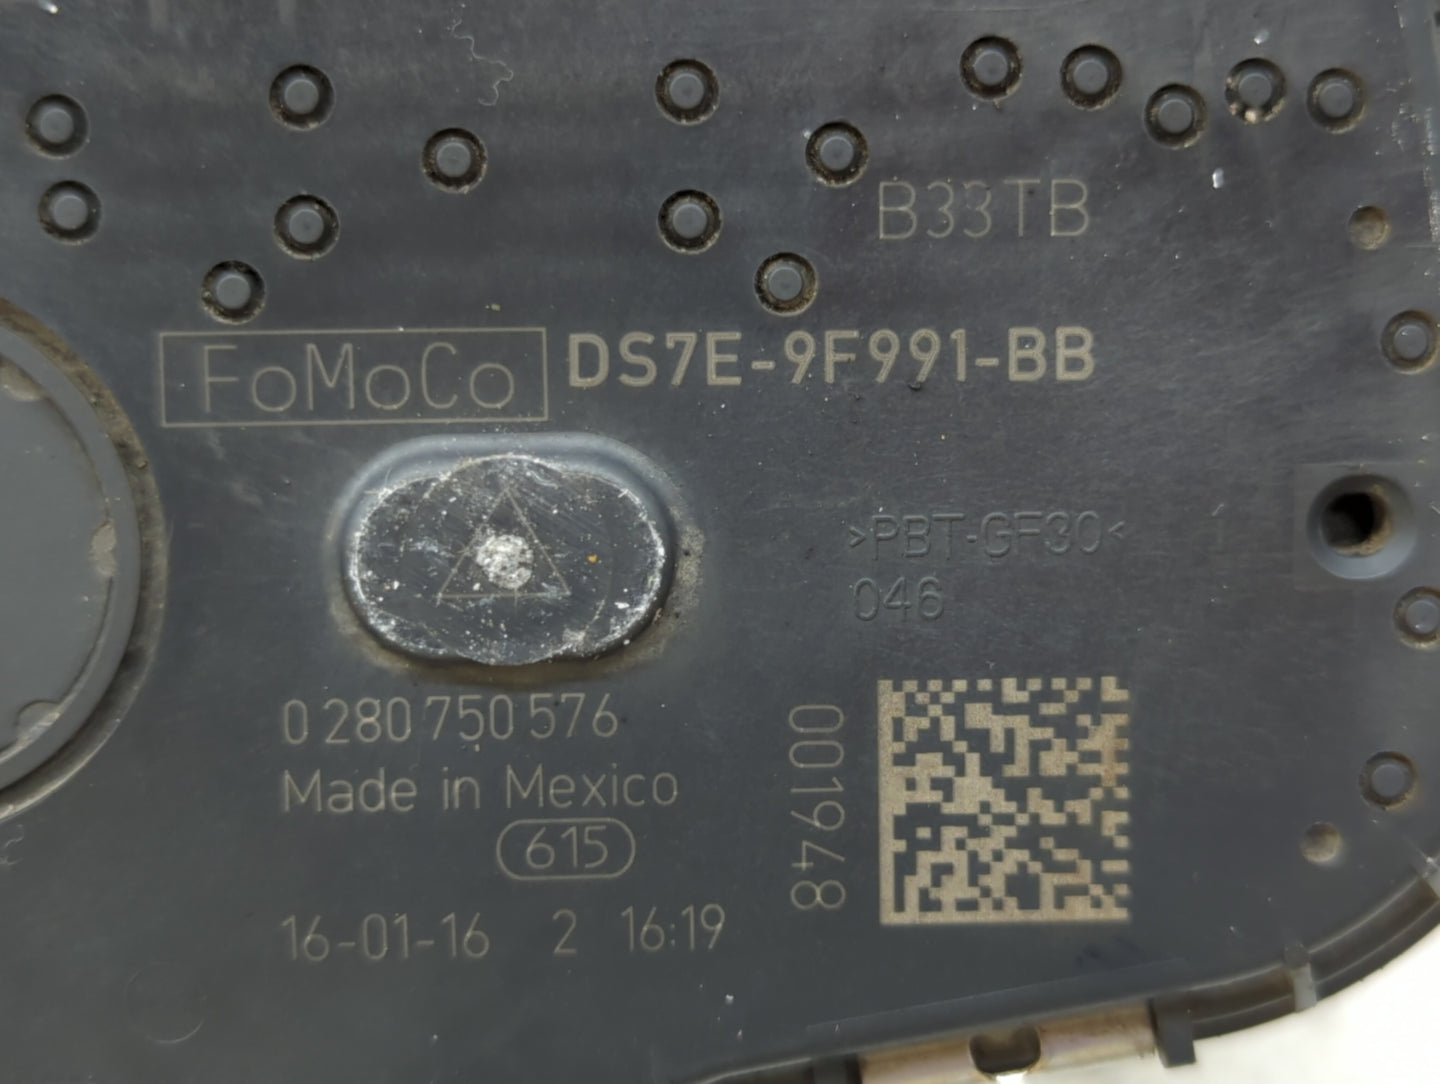 B33TB
FoMoCo DS7E-9F991-BB
>PBT-GF30<
046
0 280 750 576
Made in Mexico
615
16-01-16 2 16:19
001948